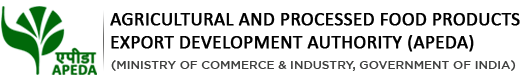 एपीडा
APEDA
AGRICULTURAL AND PROCESSED FOOD PRODUCTS
EXPORT DEVELOPMENT AUTHORITY (APEDA)
(MINISTRY OF COMMERCE & INDUSTRY, GOVERNMENT OF INDIA)